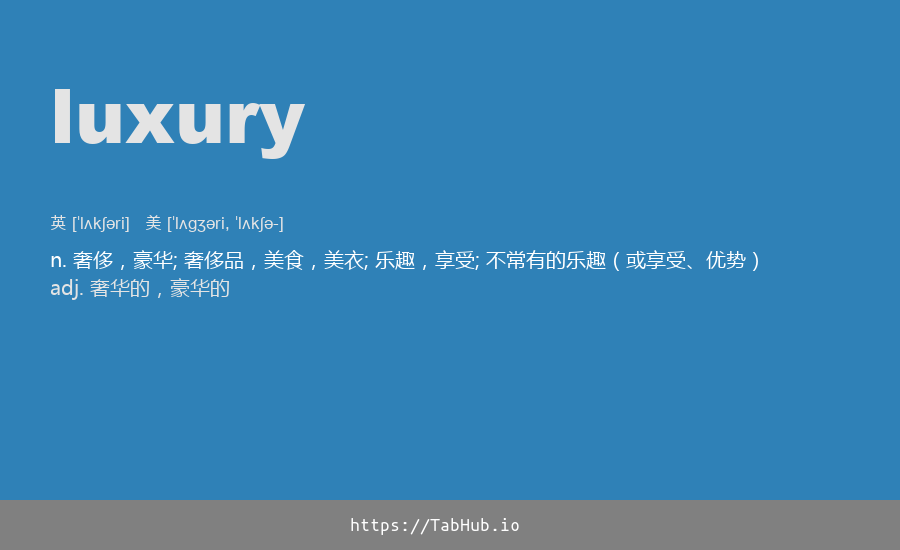 luxury
英 [ˈlʌkʃəri] 美 [ˈlʌɡʒəri, ˈlʌkʃə-]
n. 奢侈，豪华; 奢侈品，美食，美衣; 乐趣，享受; 不常有的乐趣（或享受、优势）
adj. 奢华的，豪华的
https://TabHub.io